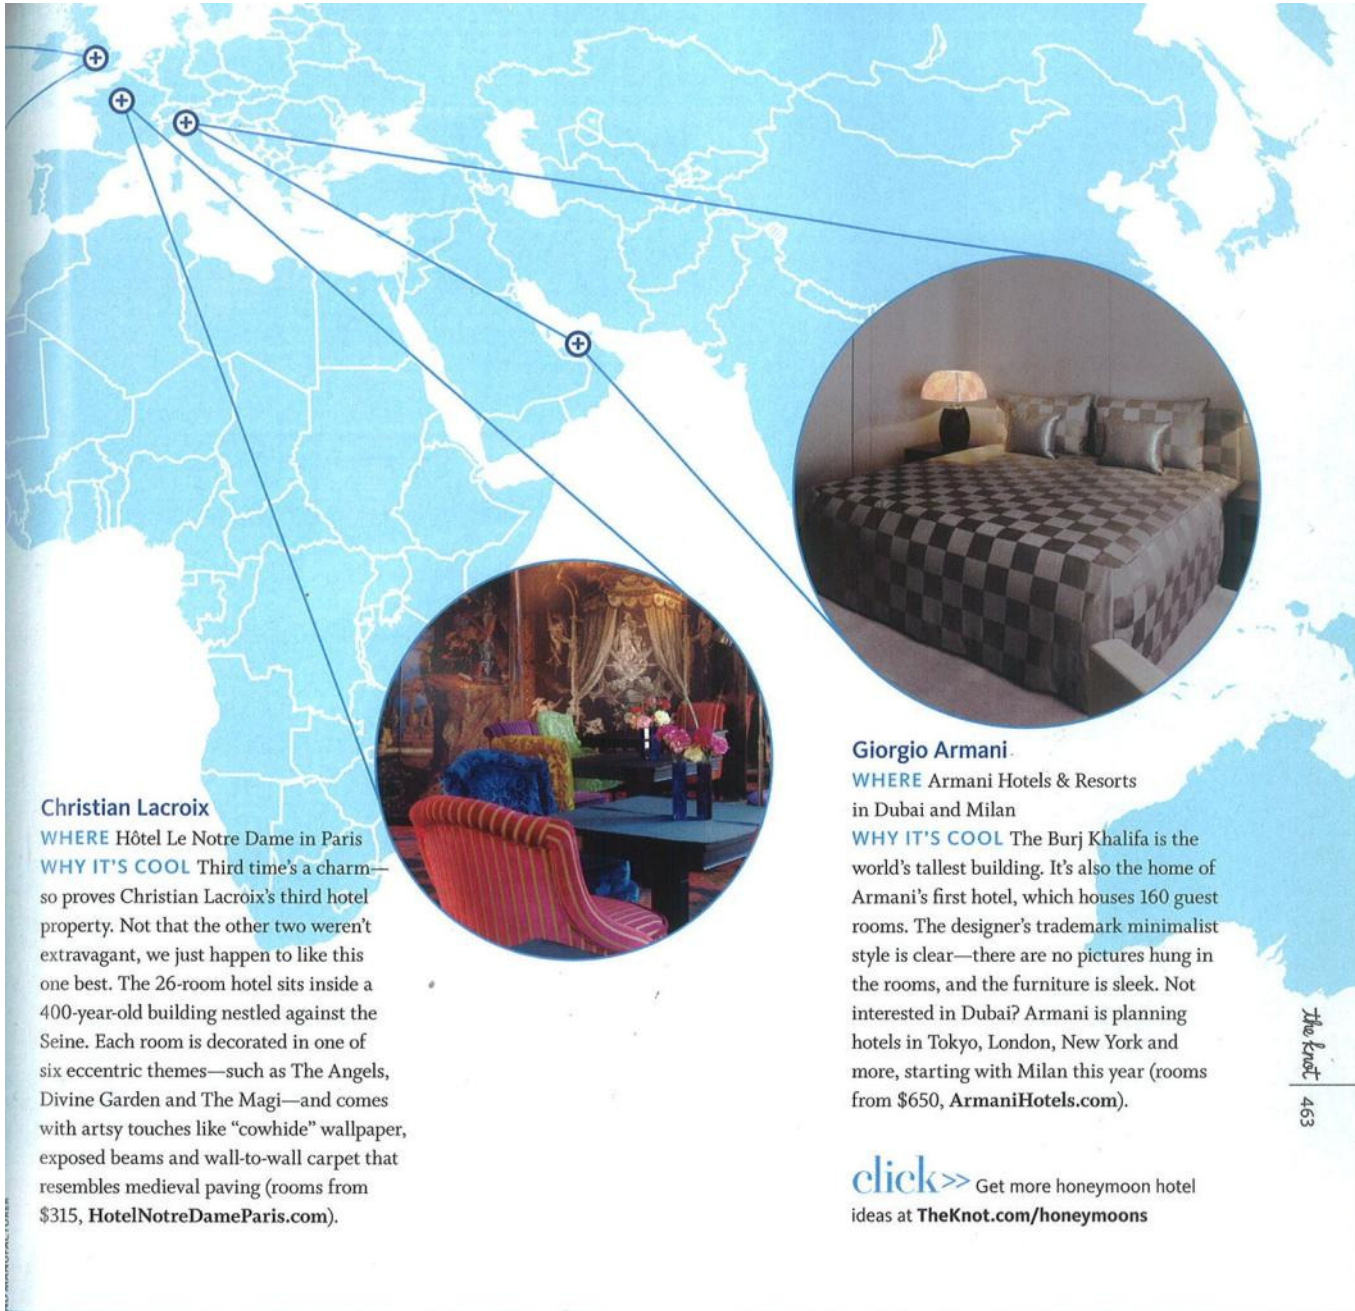 Christian Lacroix
WHERE Hôtel Le Notre Dame in Paris
WHY IT'S COOL Third time's a charm—
so proves Christian Lacroix's third hotel
property. Not that the other two weren't
extravagant, we just happen to like this
one best. The 26-room hotel sits inside a
400-year-old building nestled against the
Seine. Each room is decorated in one of
six eccentric themes—such as The Angels,
Divine Garden and The Magi—and comes
with artsy touches like “cowhide” wallpaper,
exposed beams and wall-to-wall carpet that
resembles medieval paving (rooms from
$315, HotelNotreDameParis.com).
Giorgio Armani
WHERE Armani Hotels & Resorts
in Dubai and Milan
WHY IT'S COOL The Burj Khalifa is the
world's tallest building. It's also the home of
Armani's first hotel, which houses 160 guest
rooms. The designer's trademark minimalist
style is clear—there are no pictures hung in
the rooms, and the furniture is sleek. Not
interested in Dubai? Armani is planning
hotels in Tokyo, London, New York and
more, starting with Milan this year (rooms
from $650, ArmaniHotels.com).
click>> Get more honeymoon hotel
ideas at TheKnot.com/honeymoons
the knot | 463